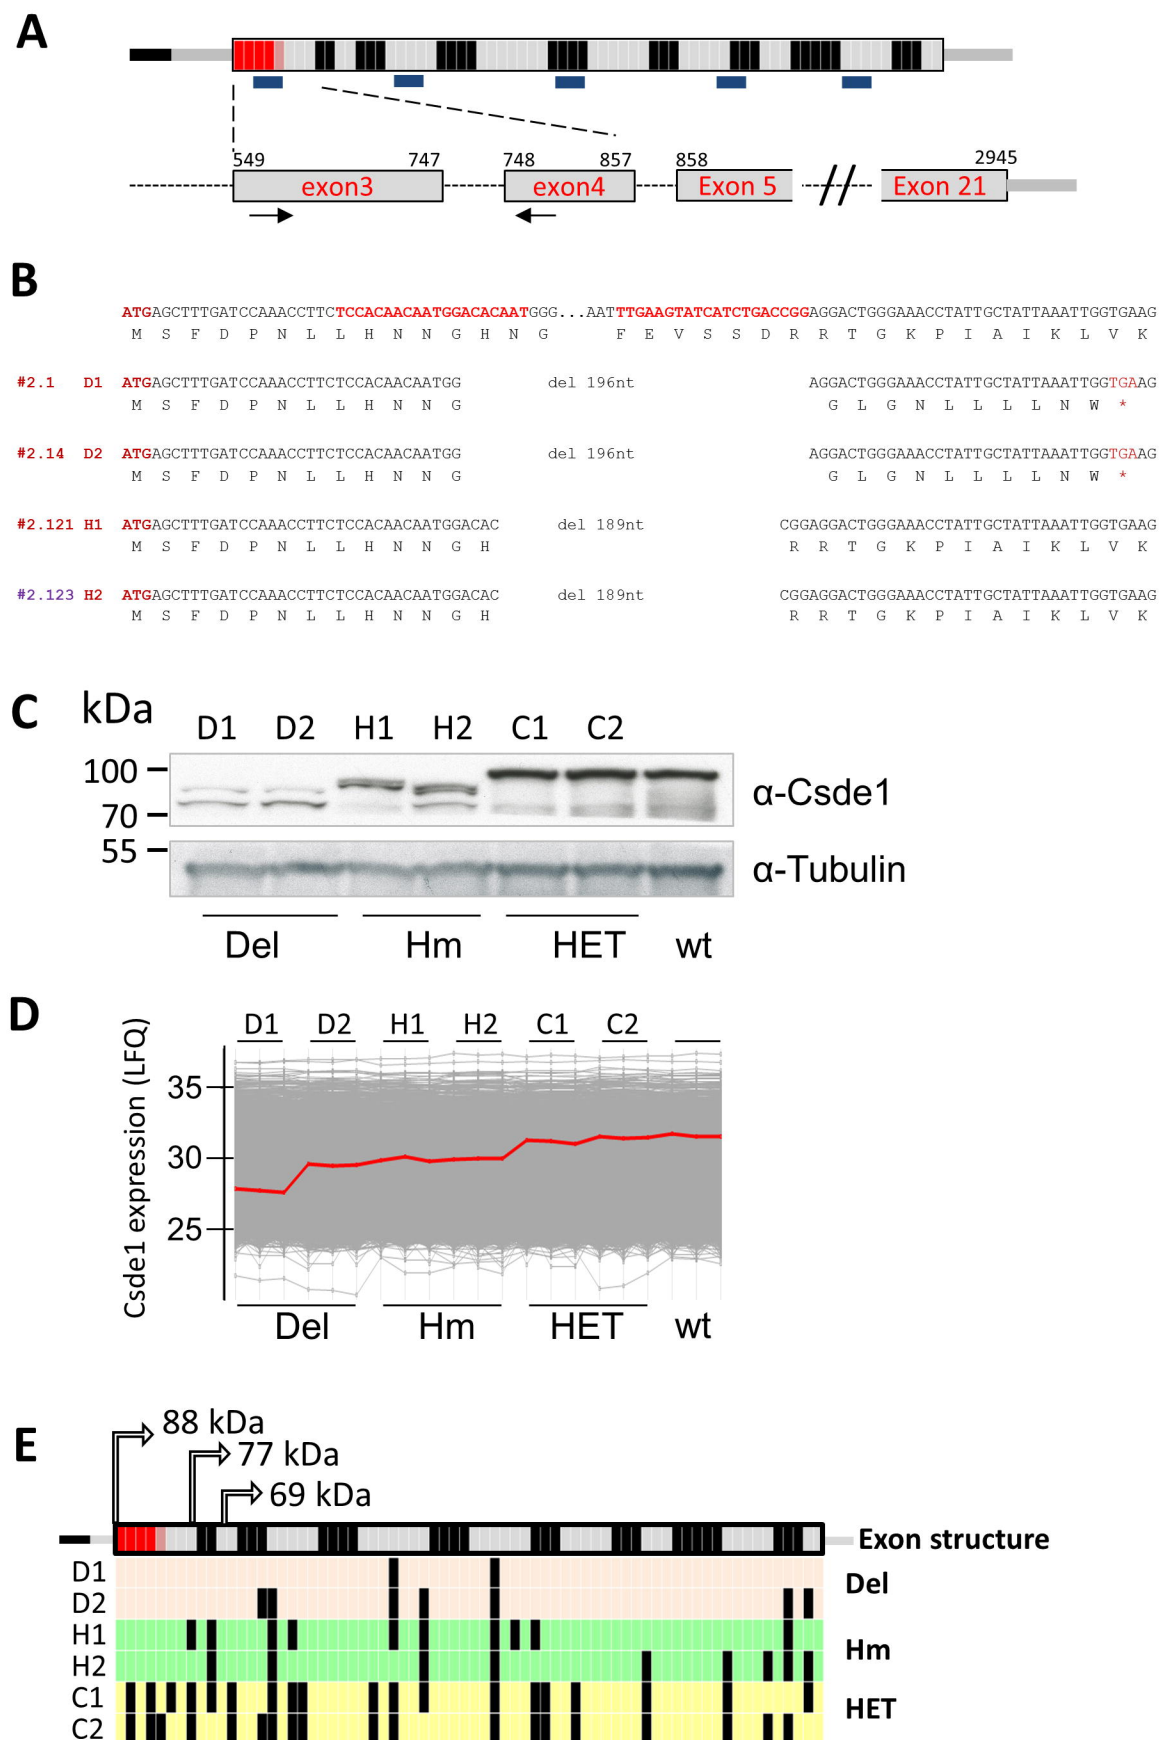 A
549 747 748 857 858 2945
exon3 exon4 Exon 5 // Exon 21
B
ATGAGCTTTGATCCAAACCTTCTCCACAACAATGGACACAATGGG...AATTTGAAGTATCATCTGACCGGAGGACTGGGAAACCTATTGCTATTAAATTGGTGAAG
M S F D P N L L H N N G H N G F E V S S D R R T G K P I A I K L V K
#2.1 D1 ATGAGCTTTGATCCAAACCTTCTCCACAACAATGG del 196nt AGGACTGGGAAACCTATTGCTATTAAATTGGTGAAG
M S F D P N L L H N N G G L G N L L L L N W *
#2.14 D2 ATGAGCTTTGATCCAAACCTTCTCCACAACAATGG del 196nt AGGACTGGGAAACCTATTGCTATTAAATTGGTGAAG
M S F D P N L L H N N G G L G N L L L L N W *
#2.121 H1 ATGAGCTTTGATCCAAACCTTCTCCACAACAATGGACAC del 189nt CGGAGGACTGGGAAACCTATTGCTATTAAATTGGTGAAG
M S F D P N L L H N N G H R R T G K P I A I K L V K
#2.123 H2 ATGAGCTTTGATCCAAACCTTCTCCACAACAATGGACAC del 189nt CGGAGGACTGGGAAACCTATTGCTATTAAATTGGTGAAG
M S F D P N L L H N N G H R R T G K P I A I K L V K
C kDa D1 D2 H1 H2 C1 C2
100
α-Csde1
70
55
α-Tubulin
Del Hm HET wt
D
D1 D2 H1 H2 C1 C2
Csde1 expression (LFQ)
35
30
25
Del Hm HET wt
E
88 kDa
77 kDa
69 kDa
Exon structure
D1
Del
D2
H1
Hm
H2
C1
HET
C2